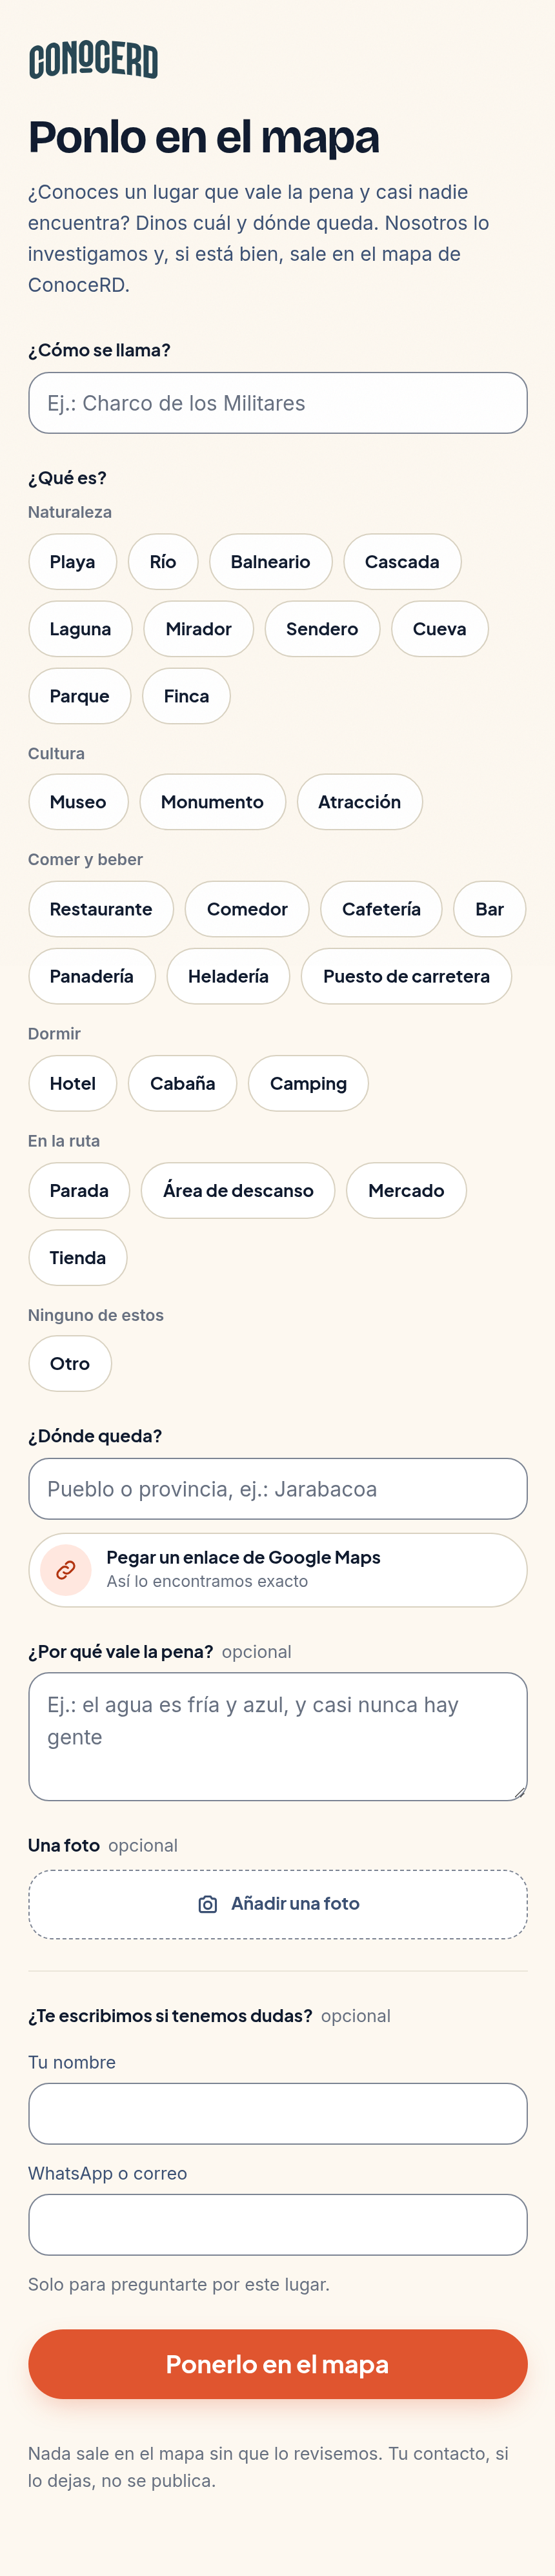 CONOCERD
Ponlo en el mapa
¿Conoces un lugar que vale la pena y casi nadie
encuentra? Dinos cuál y dónde queda. Nosotros lo
investigamos y, si está bien, sale en el mapa de
ConoceRD.
¿Cómo se llama?
Ej.: Charco de los Militares
¿Qué es?
Naturaleza
Playa Río Balneario Cascada
Laguna Mirador Sendero Cueva
Parque Finca
Cultura
Museo Monumento Atracción
Comer y beber
Restaurante Comedor Cafetería Bar
Panadería Heladería Puesto de carretera
Dormir
Hotel Cabaña Camping
En la ruta
Parada Área de descanso Mercado
Tienda
Ninguno de estos
Otro
¿Dónde queda?
Pueblo o provincia, ej.: Jarabacoa
Pegar un enlace de Google Maps
Así lo encontramos exacto
¿Por qué vale la pena? opcional
Ej.: el agua es fría y azul, y casi nunca hay
gente
Una foto opcional
Añadir una foto
¿Te escribimos si tenemos dudas? opcional
Tu nombre
WhatsApp o correo
Solo para preguntarte por este lugar.
Ponerlo en el mapa
Nada sale en el mapa sin que lo revisemos. Tu contacto, si
lo dejas, no se publica.